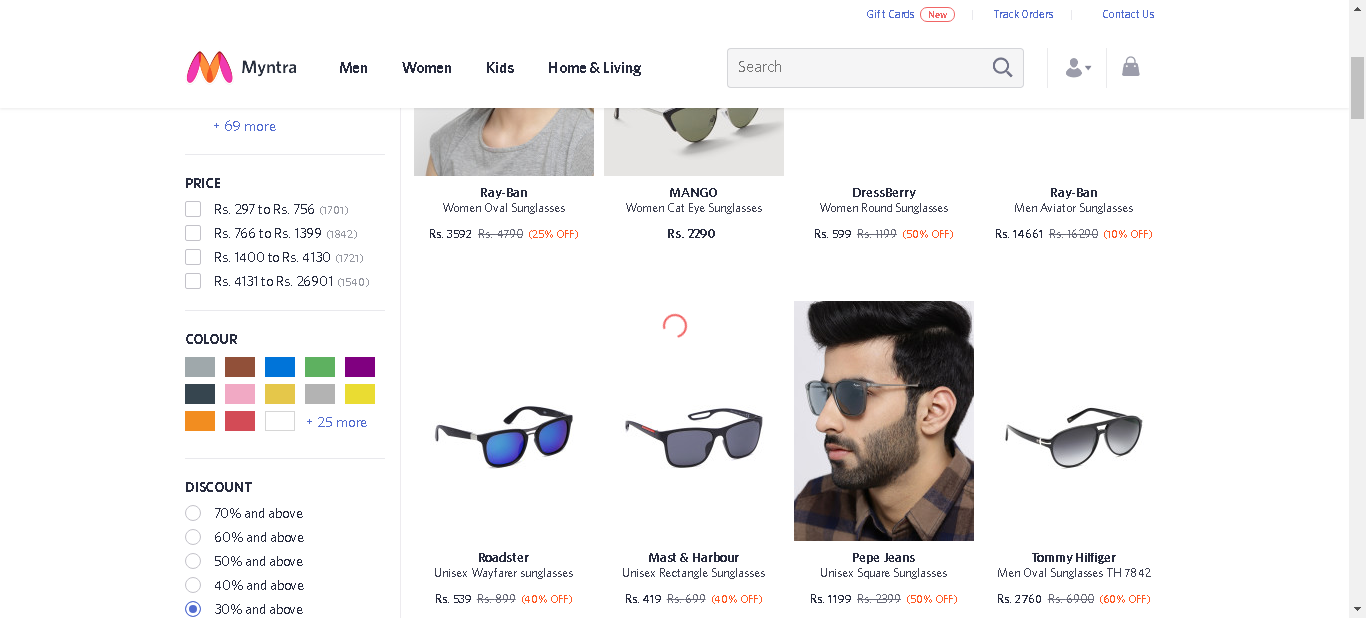 Gift Cards New Track Orders Contact Us
Myntra Men Women Kids Home & Living Search
+ 69 more
PRICE
Rs. 297 to Rs. 756 (1701)
Rs. 766 to Rs. 1399 (1842)
Rs. 1400 to Rs. 4130 (1721)
Rs. 4131 to Rs. 26901 (1540)
COLOUR
+ 25 more
DISCOUNT
70% and above
60% and above
50% and above
40% and above
30% and above
Ray-Ban
Women Oval Sunglasses
Rs. 3592 Rs. 4790 (25% OFF)
MANGO
Women Cat Eye Sunglasses
Rs. 2290
DressBerry
Women Round Sunglasses
Rs. 599 Rs. 1199 (50% OFF)
Ray-Ban
Men Aviator Sunglasses
Rs. 14661 Rs. 16290 (10% OFF)
Roadster
Unisex Wayfarer sunglasses
Rs. 539 Rs. 899 (40% OFF)
Mast & Harbour
Unisex Rectangle Sunglasses
Rs. 419 Rs. 699 (40% OFF)
Pepe Jeans
Unisex Square Sunglasses
Rs. 1199 Rs. 2399 (50% OFF)
Tommy Hilfiger
Men Oval Sunglasses TH 7842
Rs. 2760 Rs. 6900 (60% OFF)